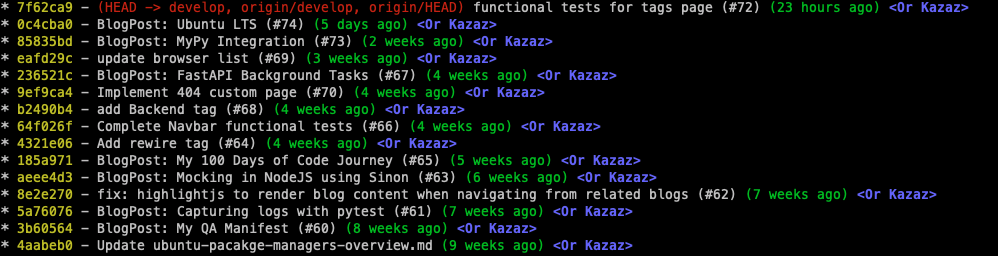 * 7f62ca9 - (HEAD -> develop, origin/develop, origin/HEAD) functional tests for tags page (#72) (23 hours ago) <Or Kazaz>
* 0c4cba0 - BlogPost: Ubuntu LTS (#74) (5 days ago) <Or Kazaz>
* 85835bd - BlogPost: MyPy Integration (#73) (2 weeks ago) <Or Kazaz>
* eafd29c - update browser list (#69) (3 weeks ago) <Or Kazaz>
* 236521c - BlogPost: FastAPI Background Tasks (#67) (4 weeks ago) <Or Kazaz>
* 9ef9ca4 - Implement 404 custom page (#70) (4 weeks ago) <Or Kazaz>
* b2490b4 - add Backend tag (#68) (4 weeks ago) <Or Kazaz>
* 64f026f - Complete Navbar functional tests (#66) (4 weeks ago) <Or Kazaz>
* 4321e06 - Add rewire tag (#64) (4 weeks ago) <Or Kazaz>
* 185a971 - BlogPost: My 100 Days of Code Journey (#65) (5 weeks ago) <Or Kazaz>
* aeee4d3 - BlogPost: Mocking in NodeJS using Sinon (#63) (6 weeks ago) <Or Kazaz>
* 8e2e270 - fix: highlightjs to render blog content when navigating from related blogs (#62) (7 weeks ago) <Or Kazaz>
* 5a76076 - BlogPost: Capturing logs with pytest (#61) (7 weeks ago) <Or Kazaz>
* 3b60564 - BlogPost: My QA Manifest (#60) (8 weeks ago) <Or Kazaz>
* 4aabeb0 - Update ubuntu-pacakge-managers-overview.md (9 weeks ago) <Or Kazaz>